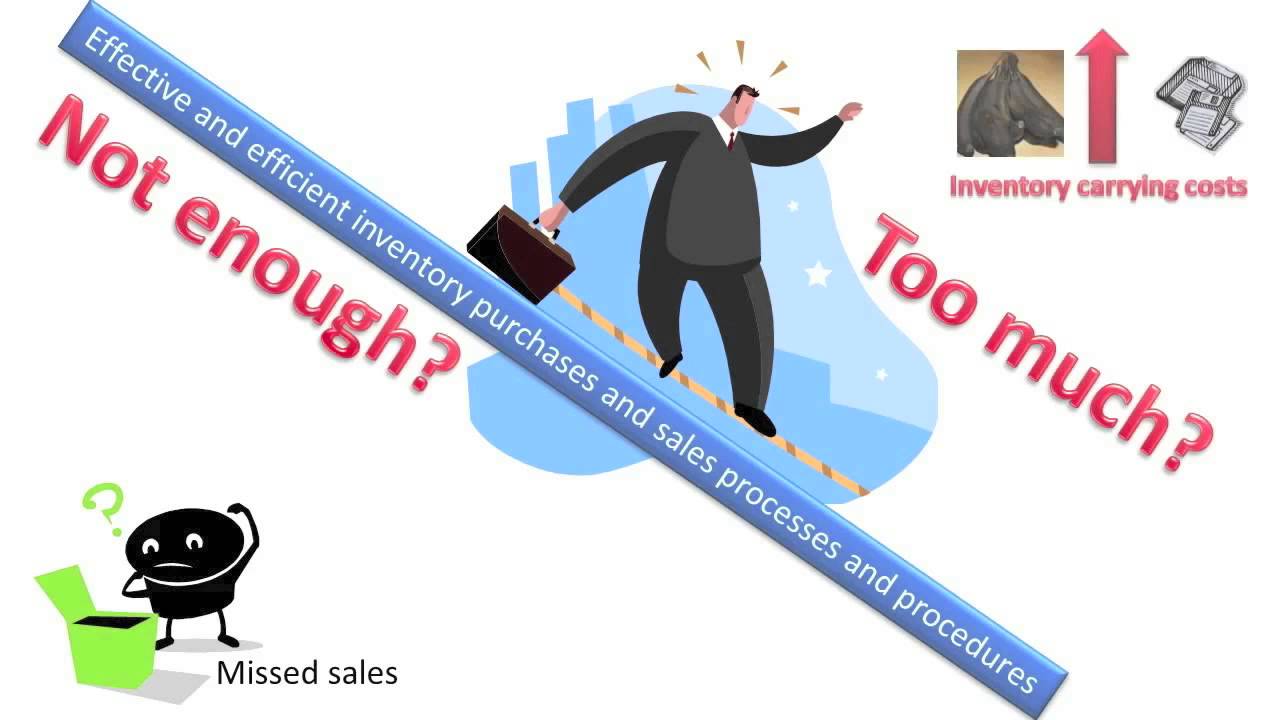 Effective and efficient inventory purchases and sales processes and procedures
Not enough?
Too much?
Inventory carrying costs
?
Missed sales